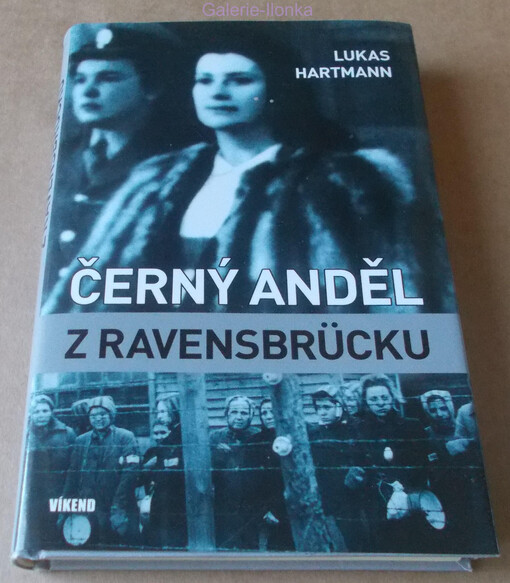 Galerie-Ilonka
LUKAS
HARTMANN
ČERNÝ ANDĚL
Z RAVENSBRÜCKU
VÍKEND